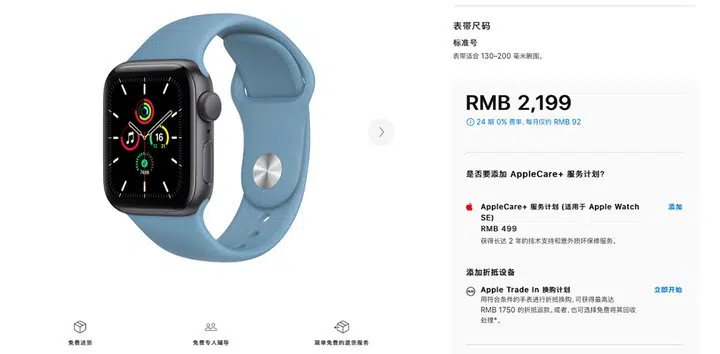 表带尺码
标准号
表带适合 130–200 毫米腕围。
RMB 2,199
24 期 0% 费率，每月仅约 RMB 92
是否要添加 AppleCare+ 服务计划？
AppleCare+ 服务计划 (适用于 Apple Watch
SE)
添加
RMB 499
获得长达 2 年的技术支持和意外损坏保修服务。
添加折抵设备
Apple Trade In 换购计划
立即开始
用符合条件的手表进行折抵换购，可获得最高达
RMB 1750 的折抵返款。或者，也可选择免费将其回收
处理*。
16
免费送货
免费专人辅导
简单免费的退货服务